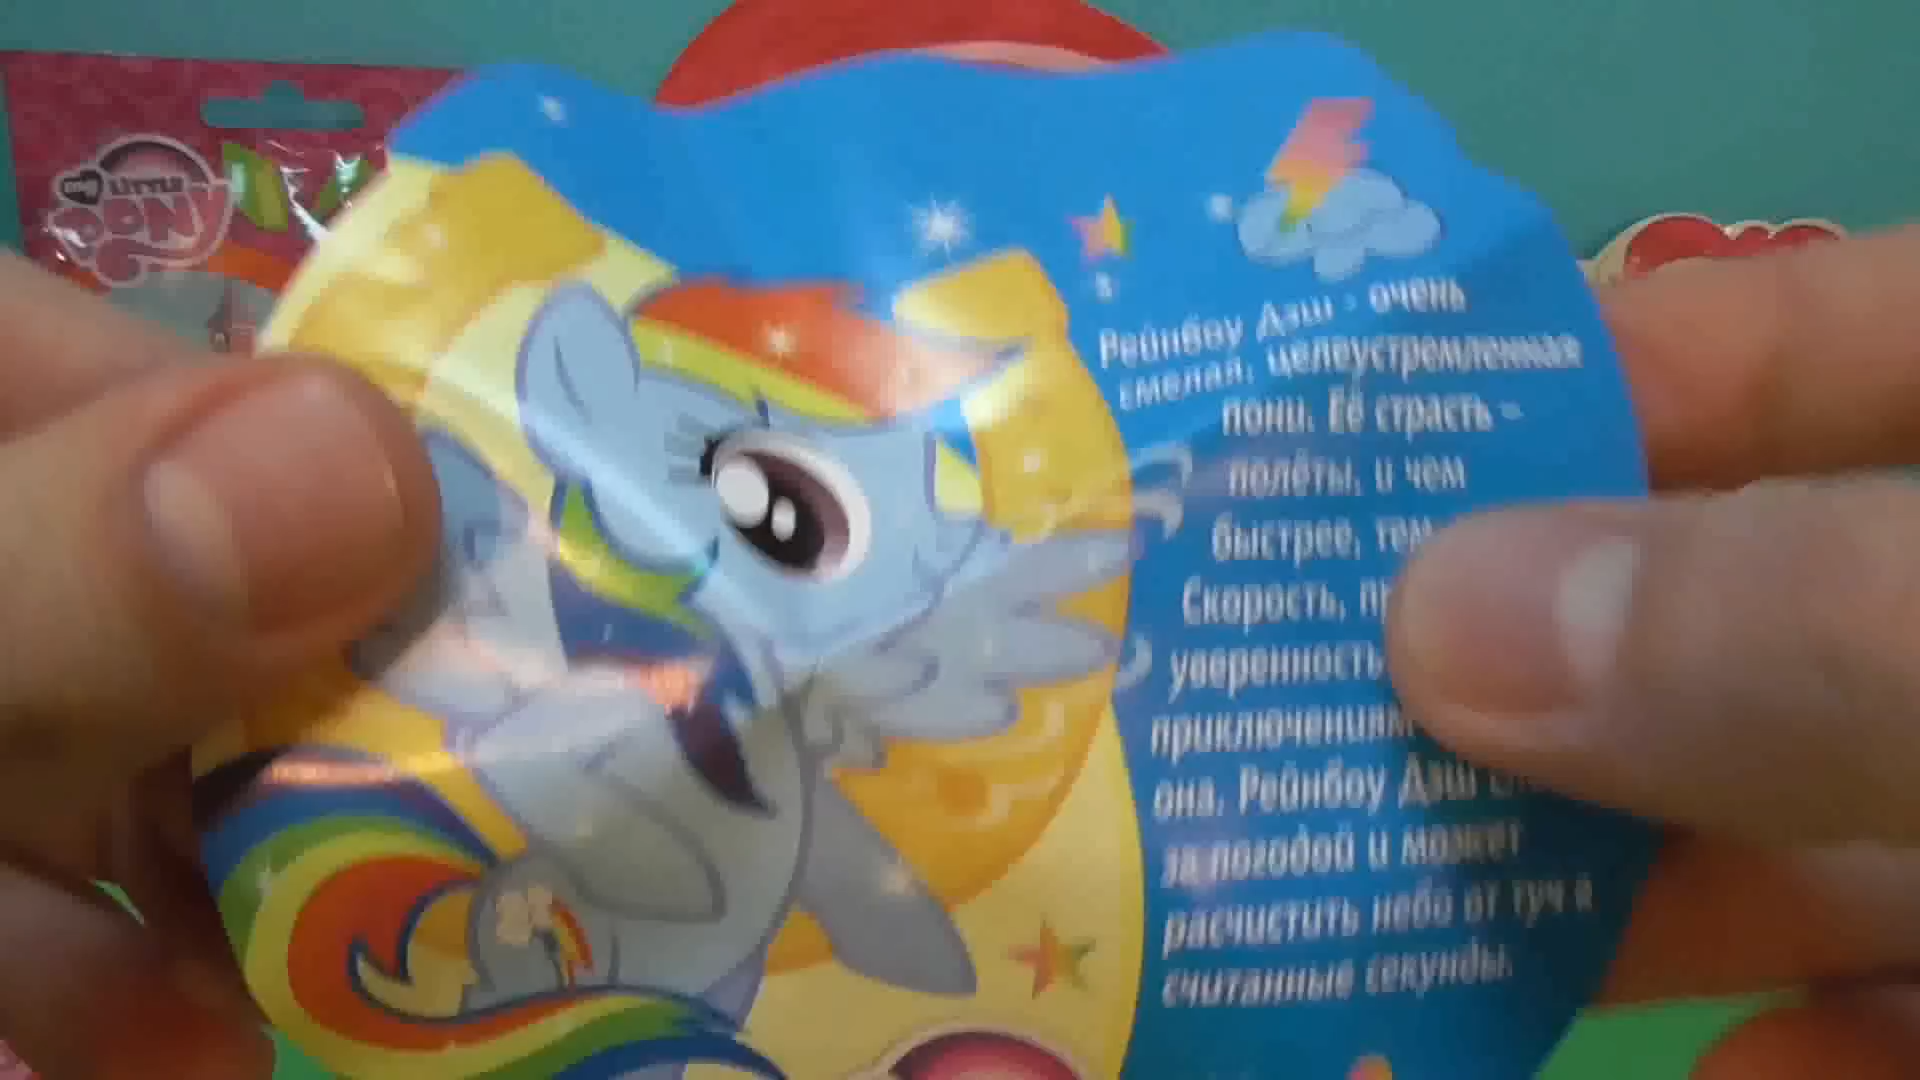 my LITTLE
PONY
Рейнбоу Дэш - очень
смелая, целеустремленная
пони. Её страсть –
полёты, и чем
быстрее, тем
Скорость,
уверенность
приключениям
она. Рейнбоу Дэш
за погодой и может
расчистить небо от туч в
считанные секунды.